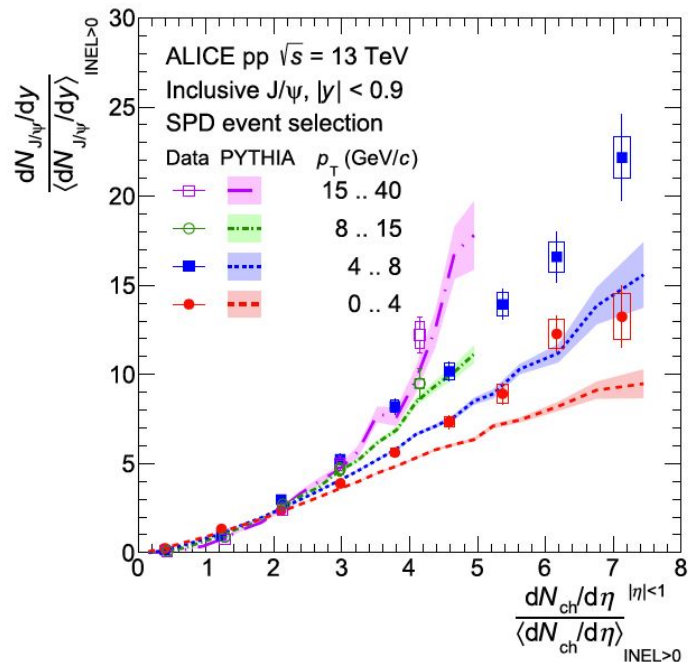 ALICE pp √s = 13 TeV
Inclusive J/ψ, |y| < 0.9
SPD event selection
Data PYTHIA p_T (GeV/c)
15 .. 40
8 .. 15
4 .. 8
0 .. 4
dN_J/ψ/dy
⟨dN_J/ψ/dy⟩ INEL>0
30
25
20
15
10
5
0
0 1 2 3 4 5 6 7 8
dN_ch/dη |η|<1
⟨dN_ch/dη⟩ INEL>0